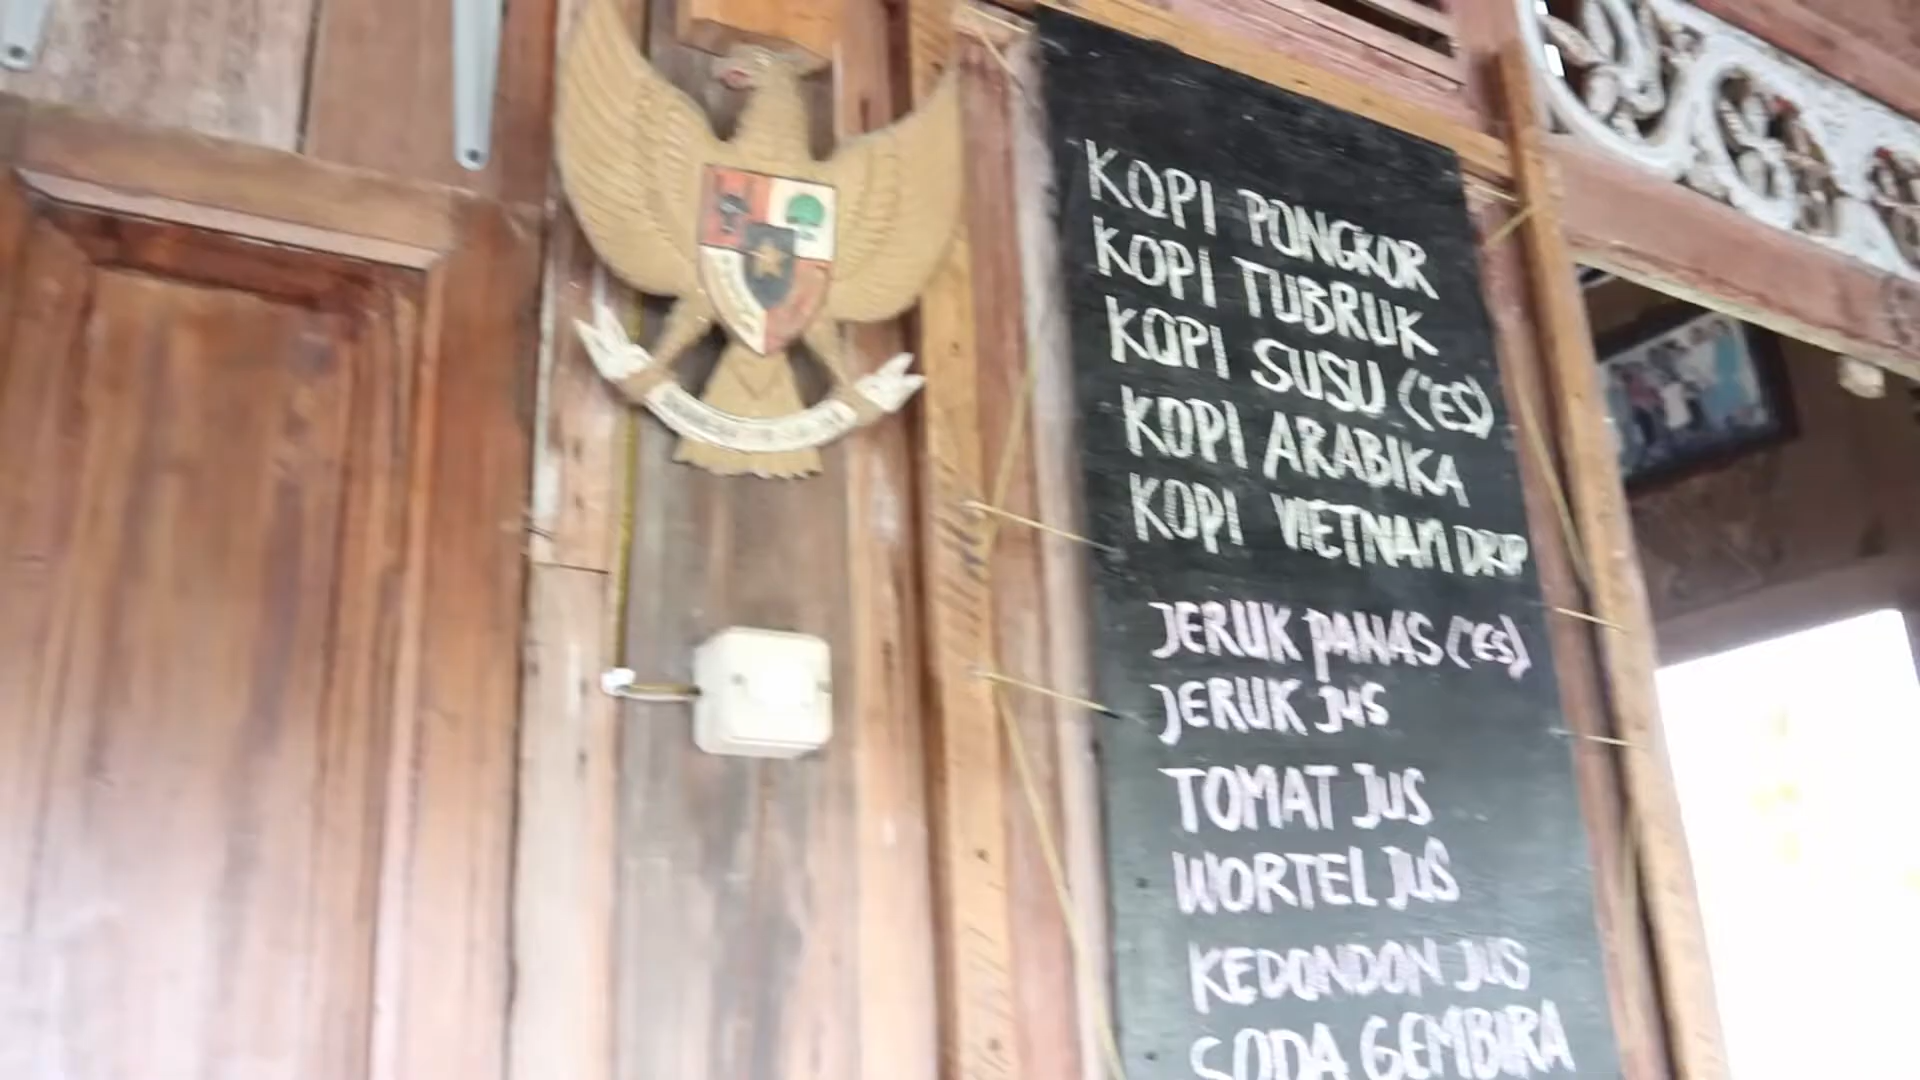 KOPI PONGKOR
KOPI TUBRUK
KOPI SUSU ("ES)
KOPI ARABIKA
KOPI VIETNAM DRIP
JERUK PANAS ("ES)
JERUK JUS
TOMAT JUS
WORTEL JUS
KEDONDON JUS
SODA GEMBIRA